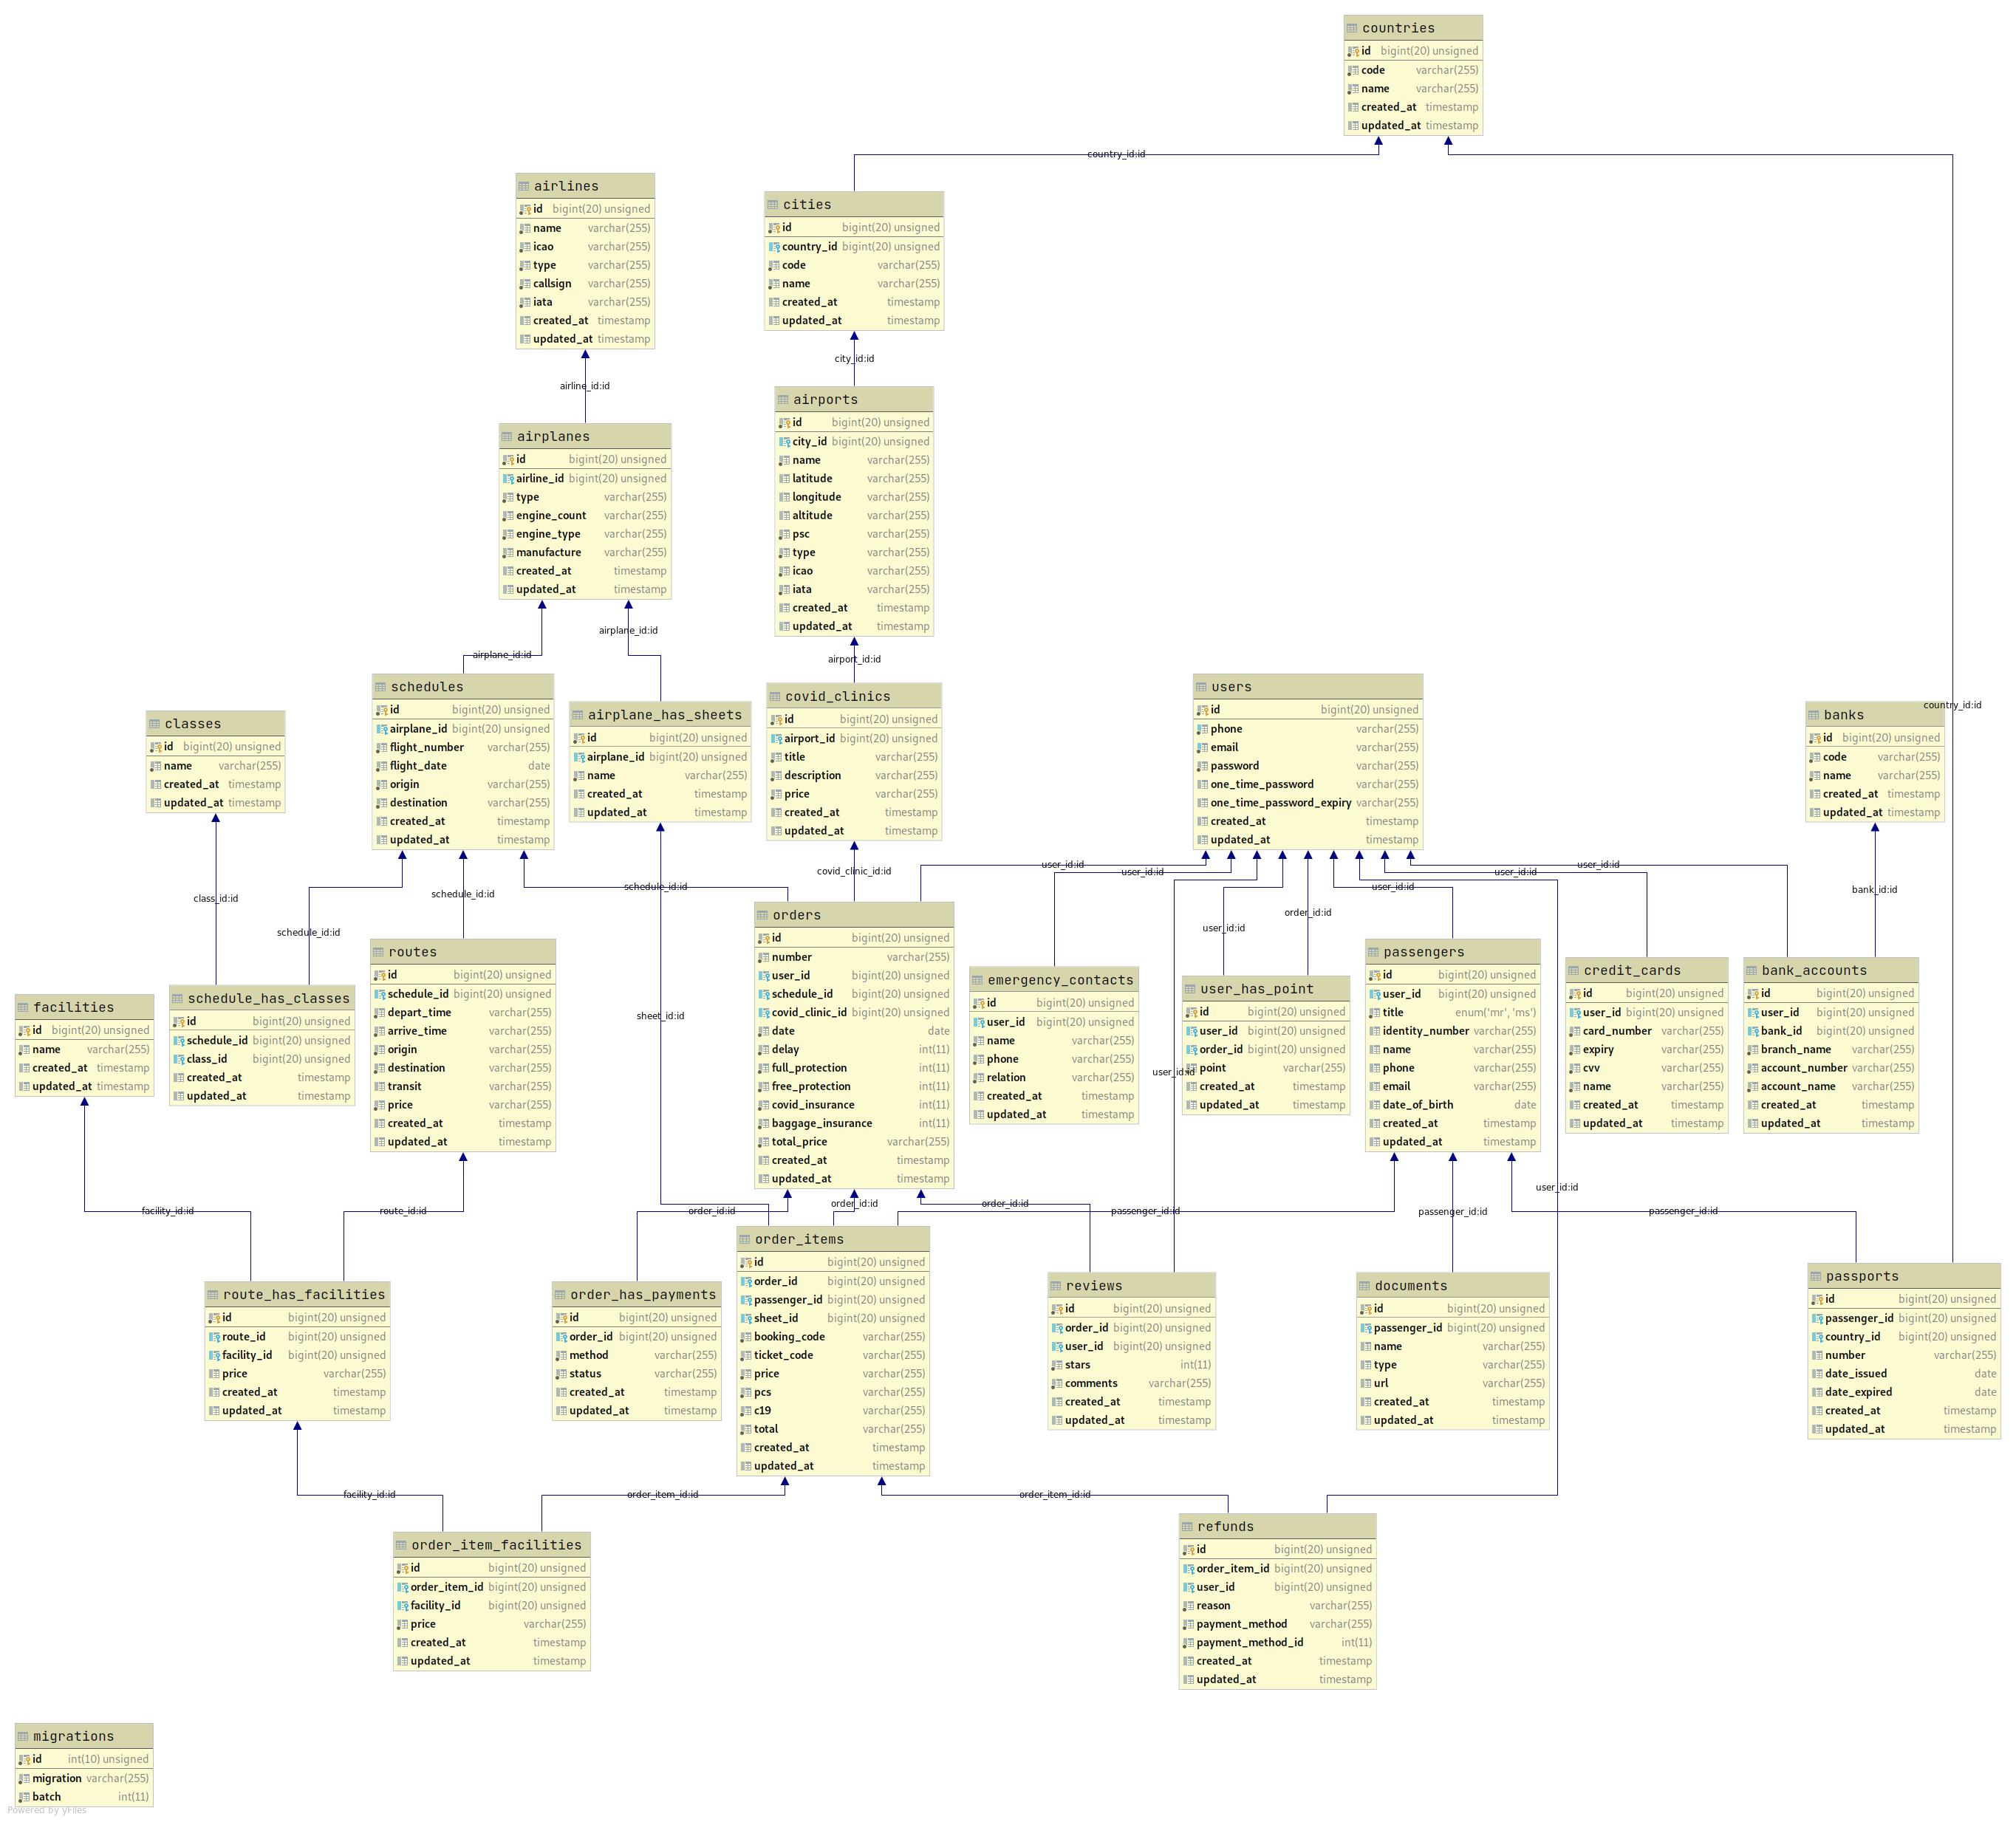 countries
id bigint(20) unsigned
code varchar(255)
name varchar(255)
created_at timestamp
updated_at timestamp
country_id:id
airlines
id bigint(20) unsigned
name varchar(255)
icao varchar(255)
type varchar(255)
callsign varchar(255)
iata varchar(255)
created_at timestamp
updated_at timestamp
cities
id bigint(20) unsigned
country_id bigint(20) unsigned
code varchar(255)
name varchar(255)
created_at timestamp
updated_at timestamp
airline_id:id
city_id:id
airplanes
id bigint(20) unsigned
airline_id bigint(20) unsigned
type varchar(255)
engine_count varchar(255)
engine_type varchar(255)
manufacture varchar(255)
created_at timestamp
updated_at timestamp
airports
id bigint(20) unsigned
city_id bigint(20) unsigned
name varchar(255)
latitude varchar(255)
longitude varchar(255)
altitude varchar(255)
psc varchar(255)
type varchar(255)
icao varchar(255)
iata varchar(255)
created_at timestamp
updated_at timestamp
airplane_id:id
airplane_id:id
airport_id:id
country_id:id
classes
id bigint(20) unsigned
name varchar(255)
created_at timestamp
updated_at timestamp
schedules
id bigint(20) unsigned
airplane_id bigint(20) unsigned
flight_number varchar(255)
flight_date date
origin varchar(255)
destination varchar(255)
created_at timestamp
updated_at timestamp
airplane_has_sheets
id bigint(20) unsigned
airplane_id bigint(20) unsigned
name varchar(255)
created_at timestamp
updated_at timestamp
covid_clinics
id bigint(20) unsigned
airport_id bigint(20) unsigned
title varchar(255)
description varchar(255)
price varchar(255)
created_at timestamp
updated_at timestamp
users
id bigint(20) unsigned
phone varchar(255)
email varchar(255)
password varchar(255)
one_time_password varchar(255)
one_time_password_expiry varchar(255)
created_at timestamp
updated_at timestamp
banks
id bigint(20) unsigned
code varchar(255)
name varchar(255)
created_at timestamp
updated_at timestamp
class_id:id
schedule_id:id
schedule_id:id
schedule_id:id
covid_clinic_id:id
user_id:id
user_id:id
user_id:id
order_id:id
user_id:id
user_id:id
user_id:id
bank_id:id
facilities
id bigint(20) unsigned
name varchar(255)
created_at timestamp
updated_at timestamp
schedule_has_classes
id bigint(20) unsigned
schedule_id bigint(20) unsigned
class_id bigint(20) unsigned
created_at timestamp
updated_at timestamp
routes
id bigint(20) unsigned
schedule_id bigint(20) unsigned
depart_time varchar(255)
arrive_time varchar(255)
origin varchar(255)
destination varchar(255)
transit varchar(255)
price varchar(255)
created_at timestamp
updated_at timestamp
sheet_id:id
orders
id bigint(20) unsigned
number varchar(255)
user_id bigint(20) unsigned
schedule_id bigint(20) unsigned
covid_clinic_id bigint(20) unsigned
date date
delay int(11)
full_protection int(11)
free_protection int(11)
covid_insurance int(11)
baggage_insurance int(11)
total_price varchar(255)
created_at timestamp
updated_at timestamp
emergency_contacts
id bigint(20) unsigned
user_id bigint(20) unsigned
name varchar(255)
phone varchar(255)
relation varchar(255)
created_at timestamp
updated_at timestamp
user_id:id
user_has_point
id bigint(20) unsigned
user_id bigint(20) unsigned
order_id bigint(20) unsigned
point varchar(255)
created_at timestamp
updated_at timestamp
passengers
id bigint(20) unsigned
user_id bigint(20) unsigned
title enum('mr', 'ms')
identity_number varchar(255)
name varchar(255)
phone varchar(255)
email varchar(255)
date_of_birth date
created_at timestamp
updated_at timestamp
credit_cards
id bigint(20) unsigned
user_id bigint(20) unsigned
card_number varchar(255)
expiry varchar(255)
cvv varchar(255)
name varchar(255)
created_at timestamp
updated_at timestamp
bank_accounts
id bigint(20) unsigned
user_id bigint(20) unsigned
bank_id bigint(20) unsigned
branch_name varchar(255)
account_number varchar(255)
account_name varchar(255)
created_at timestamp
updated_at timestamp
facility_id:id
route_id:id
order_id:id
order_id:id
order_id:id
passenger_id:id
passenger_id:id
user_id:id
passenger_id:id
route_has_facilities
id bigint(20) unsigned
route_id bigint(20) unsigned
facility_id bigint(20) unsigned
price varchar(255)
created_at timestamp
updated_at timestamp
order_has_payments
id bigint(20) unsigned
order_id bigint(20) unsigned
method varchar(255)
status varchar(255)
created_at timestamp
updated_at timestamp
order_items
id bigint(20) unsigned
order_id bigint(20) unsigned
passenger_id bigint(20) unsigned
sheet_id bigint(20) unsigned
booking_code varchar(255)
ticket_code varchar(255)
price varchar(255)
pcs varchar(255)
c19 varchar(255)
total varchar(255)
created_at timestamp
updated_at timestamp
reviews
id bigint(20) unsigned
order_id bigint(20) unsigned
user_id bigint(20) unsigned
stars int(11)
comments varchar(255)
created_at timestamp
updated_at timestamp
documents
id bigint(20) unsigned
passenger_id bigint(20) unsigned
name varchar(255)
type varchar(255)
url varchar(255)
created_at timestamp
updated_at timestamp
passports
id bigint(20) unsigned
passenger_id bigint(20) unsigned
country_id bigint(20) unsigned
number varchar(255)
date_issued date
date_expired date
created_at timestamp
updated_at timestamp
facility_id:id
order_item_id:id
order_item_id:id
order_item_facilities
id bigint(20) unsigned
order_item_id bigint(20) unsigned
facility_id bigint(20) unsigned
price varchar(255)
created_at timestamp
updated_at timestamp
refunds
id bigint(20) unsigned
order_item_id bigint(20) unsigned
user_id bigint(20) unsigned
reason varchar(255)
payment_method varchar(255)
payment_method_id int(11)
created_at timestamp
updated_at timestamp
migrations
id int(10) unsigned
migration varchar(255)
batch int(11)
Powered by yFiles